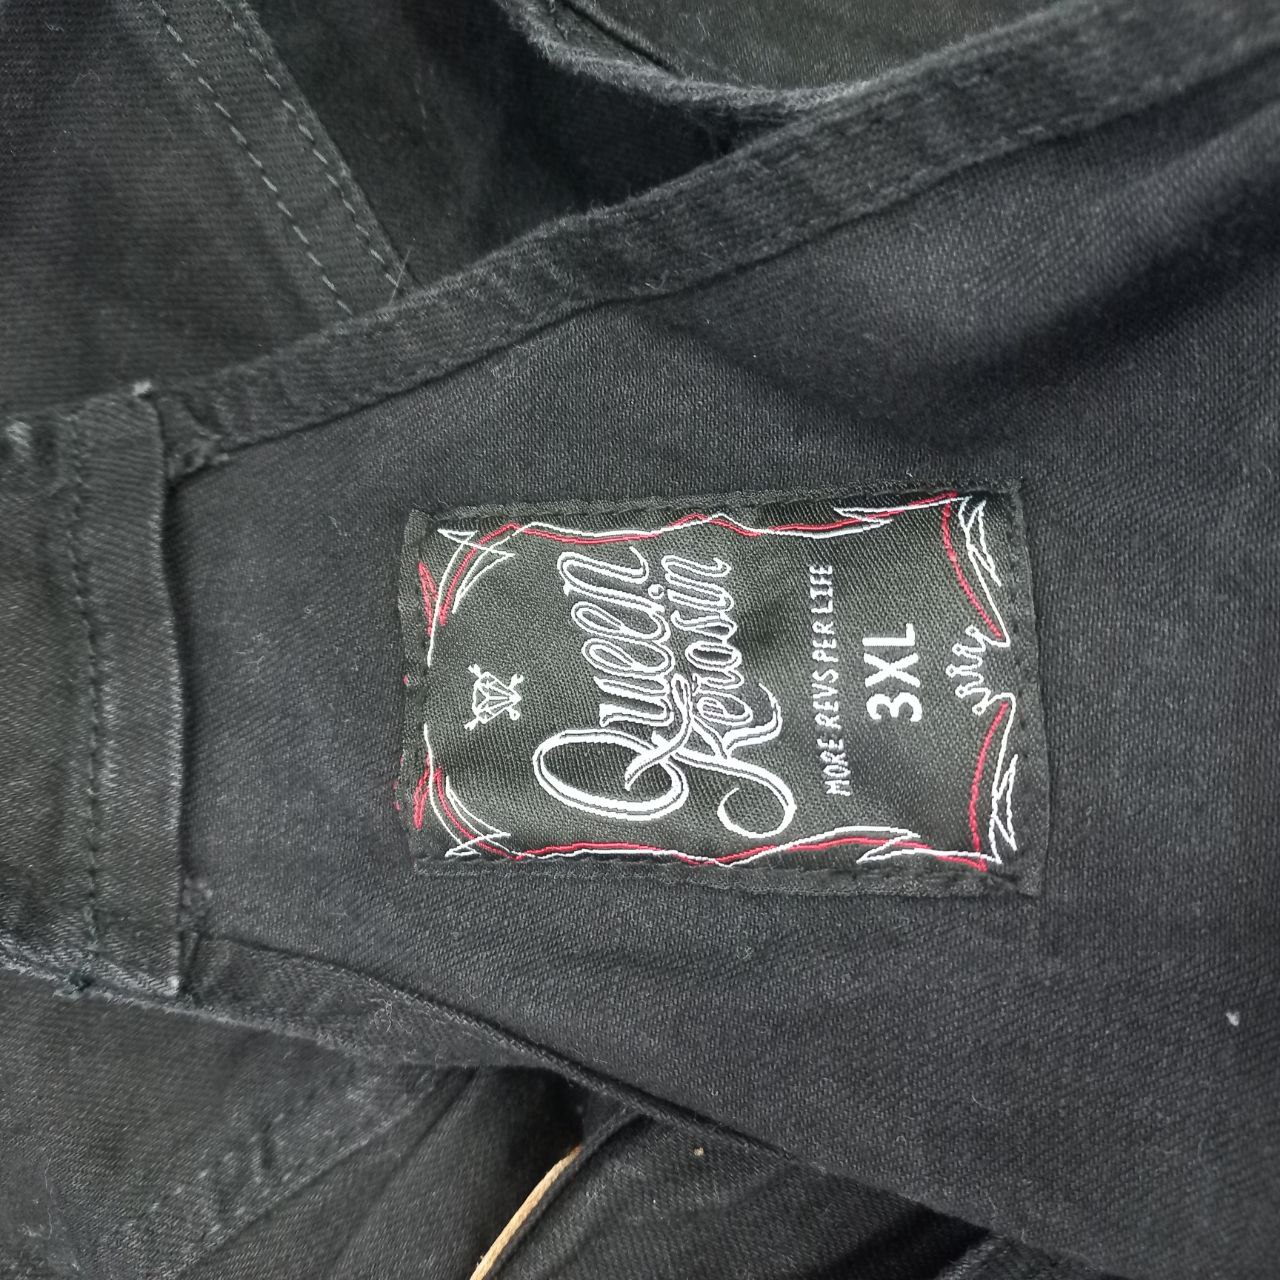 Queen
Kerosin
MORE REVS PER LIFE
3XL